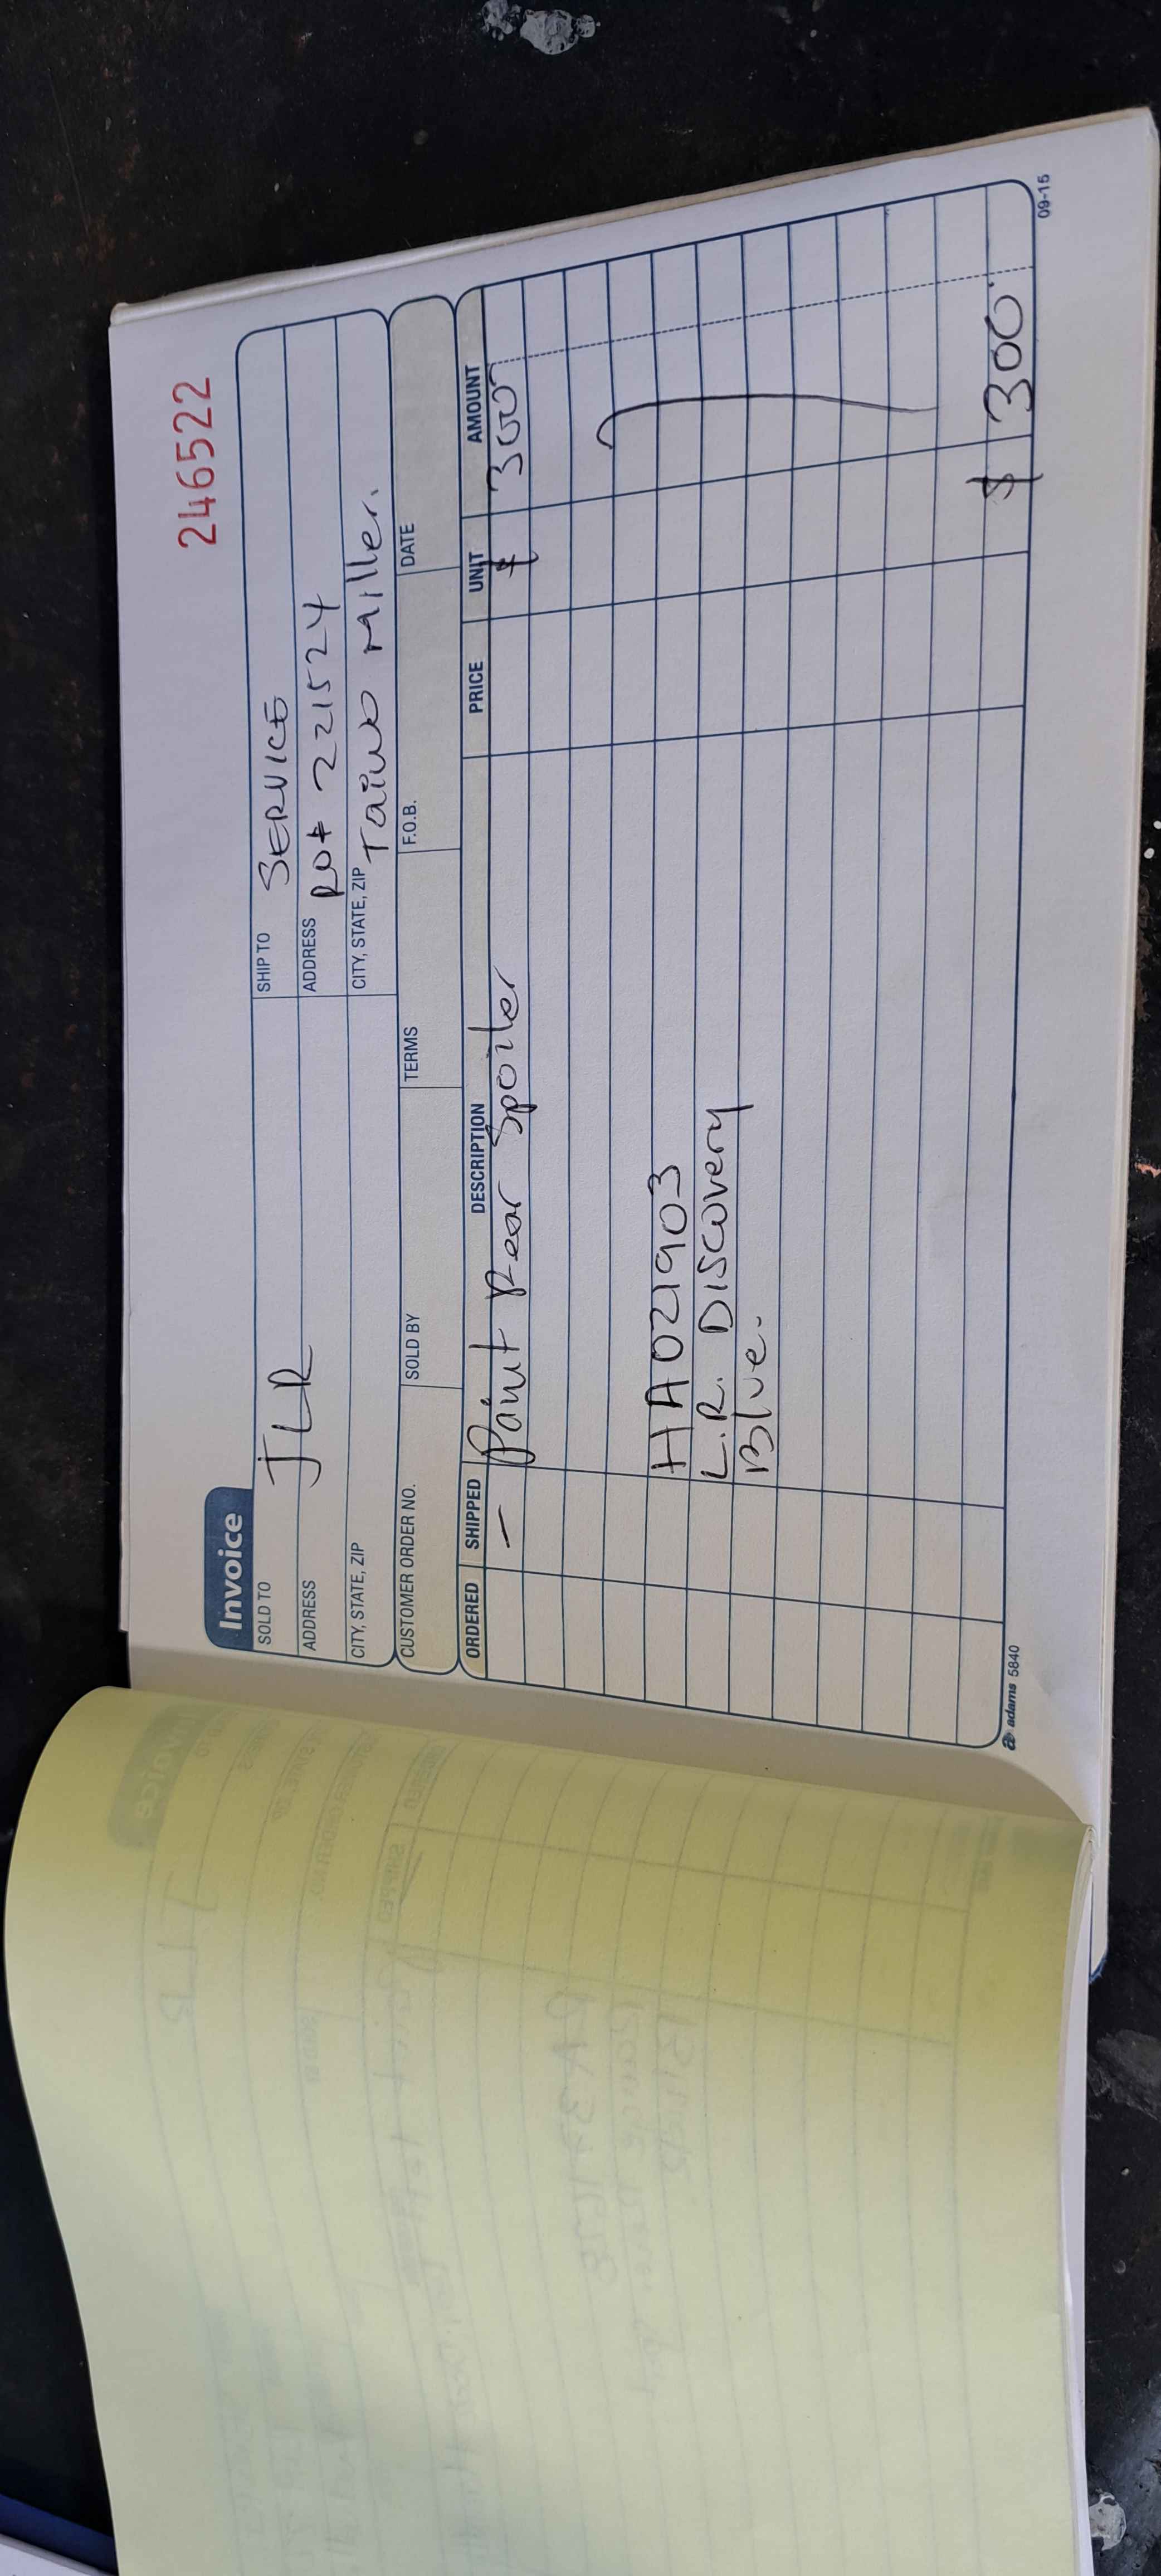 246522
Invoice
SOLD TO JLR SHIP TO SERVICE
ADDRESS ADDRESS RO# 221524
CITY, STATE, ZIP CITY, STATE, ZIP Taiwo Miller.
CUSTOMER ORDER NO. SOLD BY TERMS F.O.B. DATE
ORDERED SHIPPED DESCRIPTION PRICE UNIT AMOUNT
— Paint Rear Spoiler $ 300
HA021903
L.R. Discovery
Blue.
$ 300
adams 5840 09-15